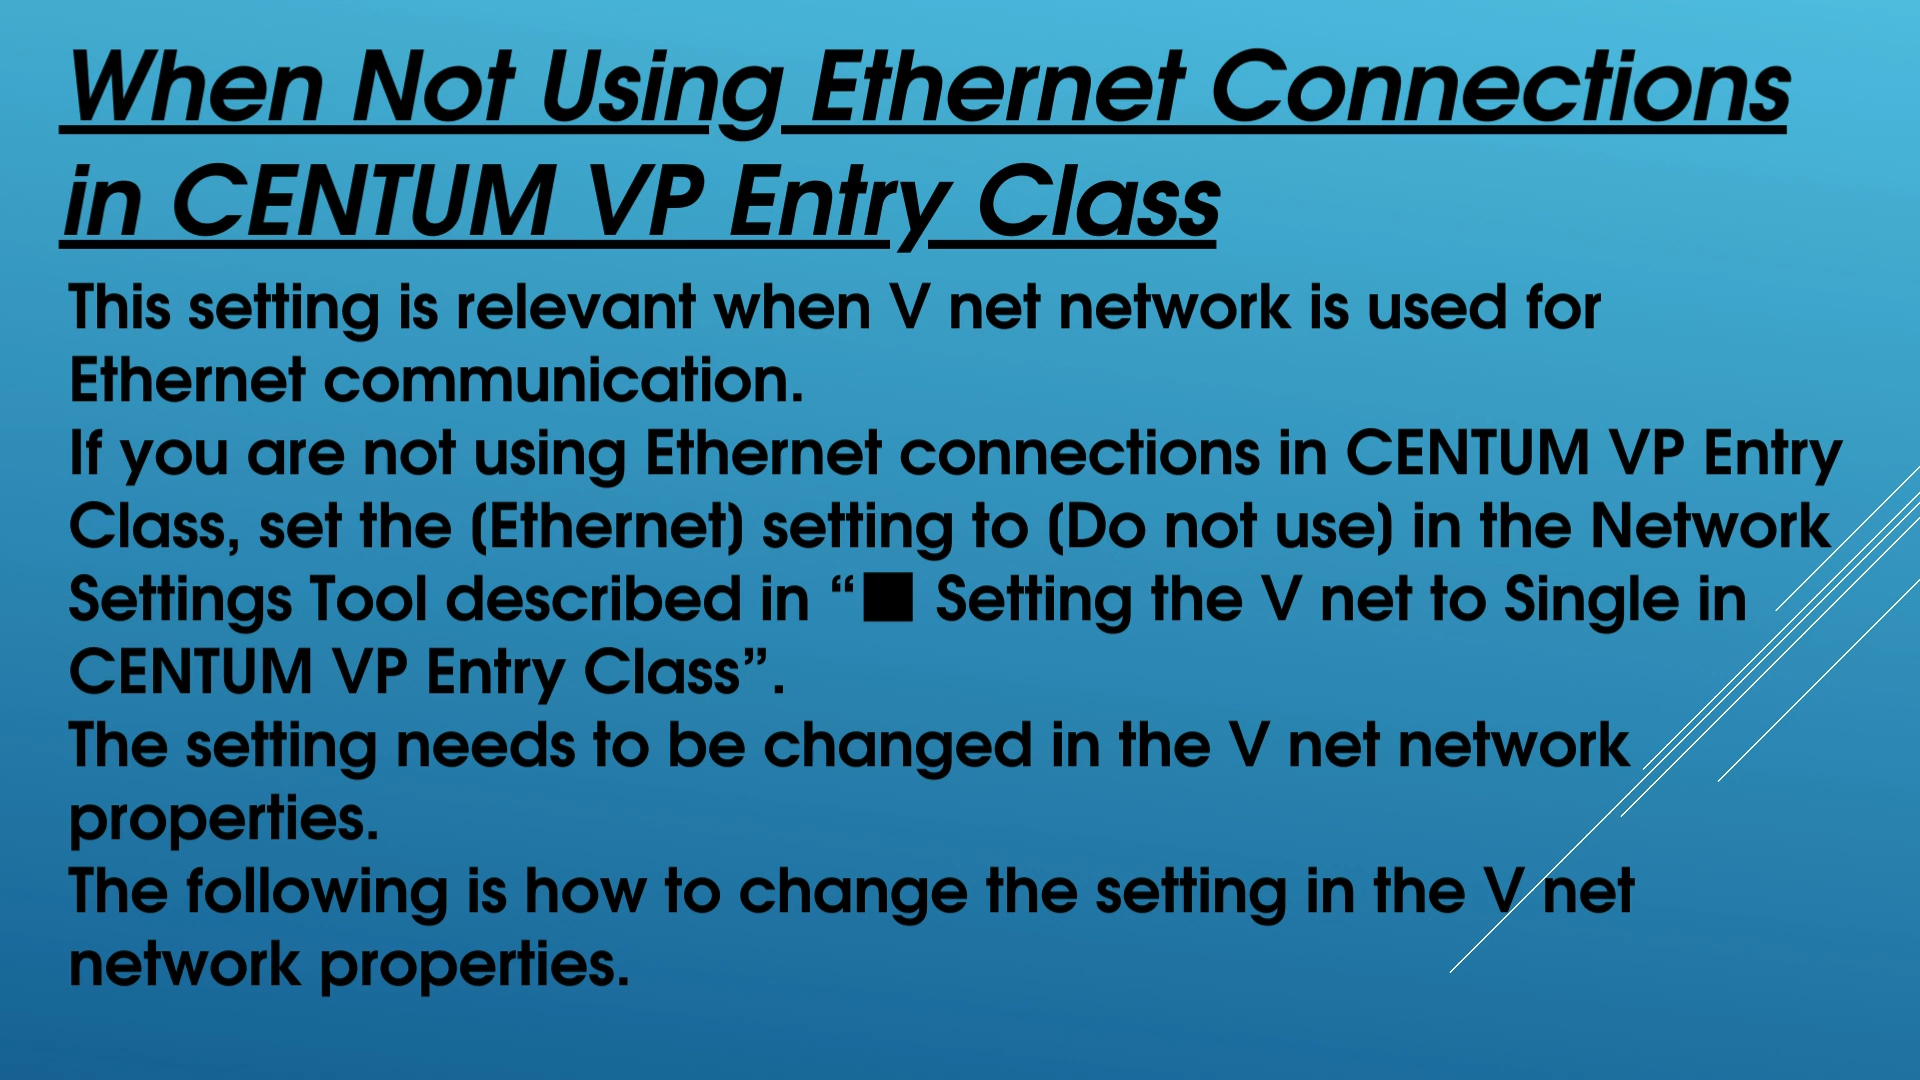 When Not Using Ethernet Connections
in CENTUM VP Entry Class
This setting is relevant when V net network is used for
Ethernet communication.
If you are not using Ethernet connections in CENTUM VP Entry
Class, set the (Ethernet) setting to (Do not use) in the Network
Settings Tool described in “■ Setting the V net to Single in
CENTUM VP Entry Class”.
The setting needs to be changed in the V net network
properties.
The following is how to change the setting in the V net
network properties.